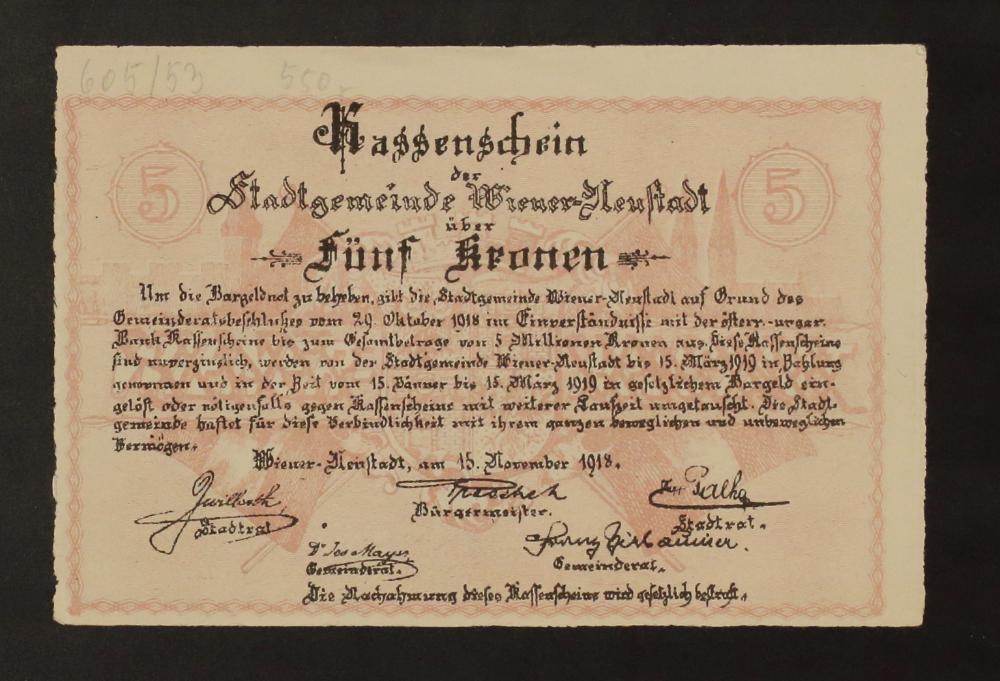 605/53 550.-
5 Kassenschein 5
der
Stadtgemeinde Wiener-Neustadt
über
Fünf Kronen
Um die Bargeldnot zu beheben, gibt die Stadtgemeinde Wiener-Neustadt auf Grund des
Gemeinderatsbeschlußes vom 29. Oktober 1918 im Einverständnisse mit der österr.-ungar.
Bank Kassenscheine bis zum Gesamtbetrage von 5 Millionen Kronen aus. Diese Kassenscheine
sind unverzinslich, werden von der Stadtgemeinde Wiener-Neustadt bis 15. März 1919 in Zahlung
genommen und in der Zeit vom 15. Jänner bis 15. März 1919 in gesetzlichem Bargeld ein-
gelöst oder nötigenfalls gegen Kassenscheine mit weiterer Laufzeit umgetauscht. Die Stadt-
gemeinde haftet für diese Verbindlichkeit mit ihrem ganzen beweglichen und unbeweglichen
Vermögen.
Wiener-Neustadt, am 15. November 1918.
Stadtrat
Bürgermeister.
Stadtrat.
Dr. Jos. Mayer
Gemeinderat.
Franz
Gemeinderat.
Die Nachahmung dieses Kassenscheins wird gesetzlich bestraft.